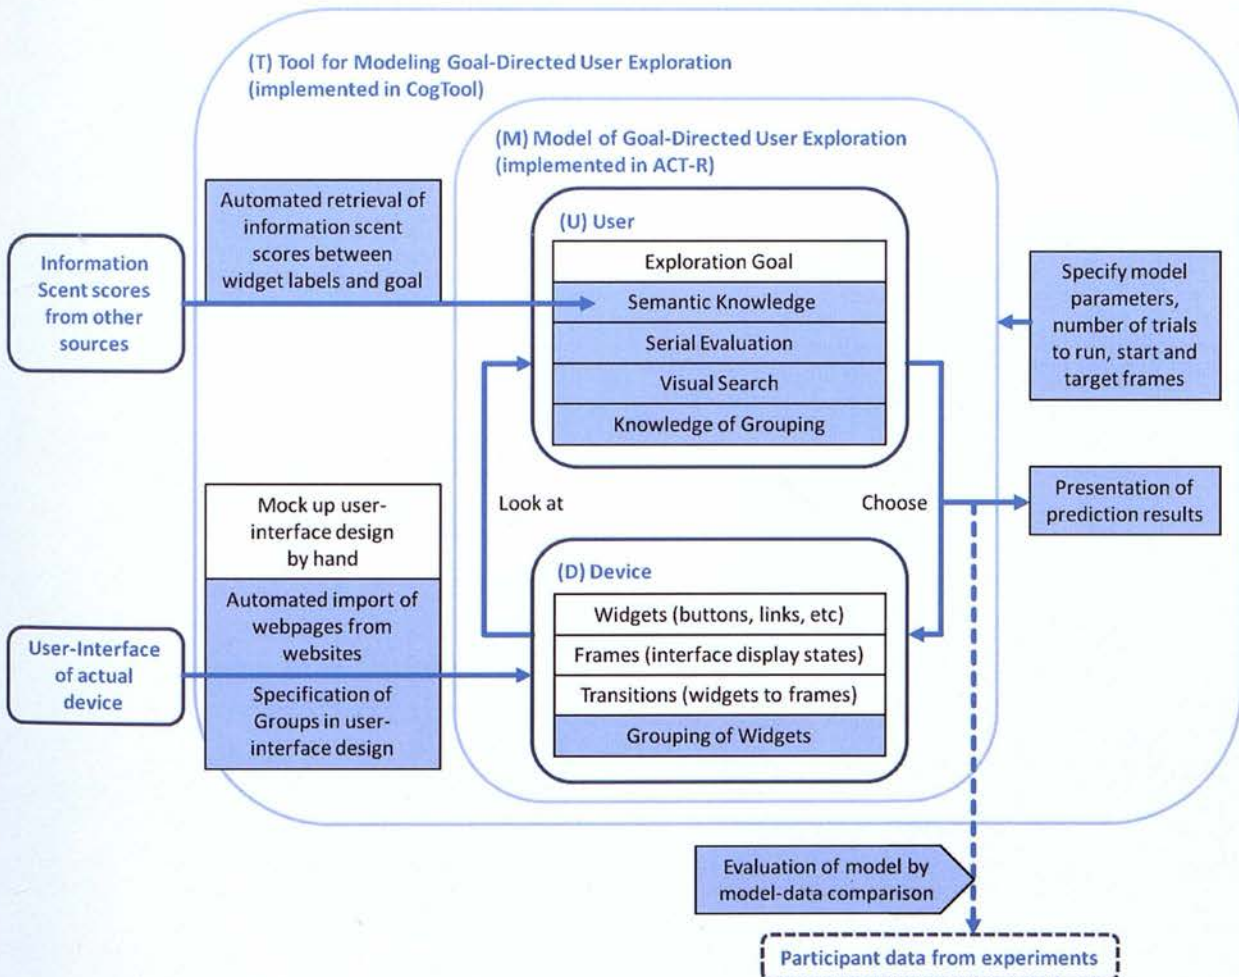 (T) Tool for Modeling Goal-Directed User Exploration
(implemented in CogTool)
(M) Model of Goal-Directed User Exploration
(implemented in ACT-R)
Information
Scent scores
from other
sources
Automated retrieval of
information scent
scores between
widget labels and goal
(U) User
Exploration Goal
Semantic Knowledge
Serial Evaluation
Visual Search
Knowledge of Grouping
Specify model
parameters,
number of trials
to run, start and
target frames
Look at
Choose
Presentation of
prediction results
User-Interface
of actual
device
Mock up user-
interface design
by hand
Automated import of
webpages from
websites
Specification of
Groups in user-
interface design
(D) Device
Widgets (buttons, links, etc)
Frames (interface display states)
Transitions (widgets to frames)
Grouping of Widgets
Evaluation of model by
model-data comparison
Participant data from experiments